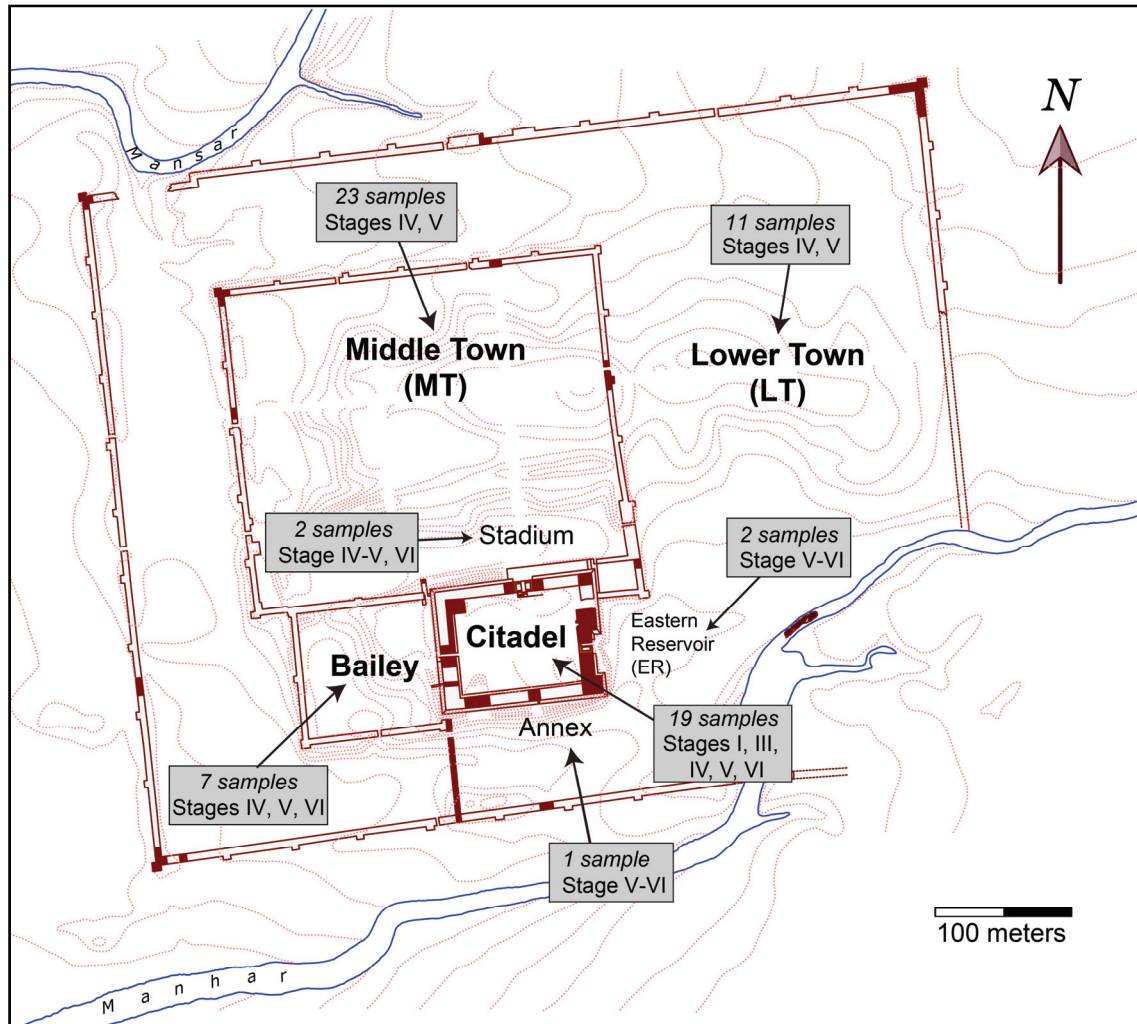 Mansar
N
23 samples
Stages IV, V
11 samples
Stages IV, V
Middle Town
(MT)
Lower Town
(LT)
2 samples
Stage IV-V, VI
Stadium
2 samples
Stage V-VI
Citadel
Eastern
Reservoir
(ER)
Bailey
19 samples
Stages I, III,
IV, V, VI
Annex
7 samples
Stages IV, V, VI
1 sample
Stage V-VI
100 meters
Manhar